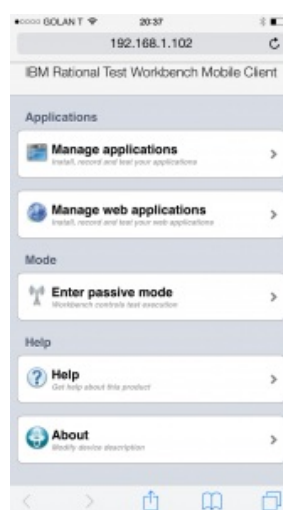 GOLAN T 20:37
192.168.1.102
IBM Rational Test Workbench Mobile Client
Applications
Manage applications
Install, record and test your applications
Manage web applications
Install, record and test your web applications
Mode
Enter passive mode
Workbench controls test execution
Help
Help
Get help about this product
About
Modify device description